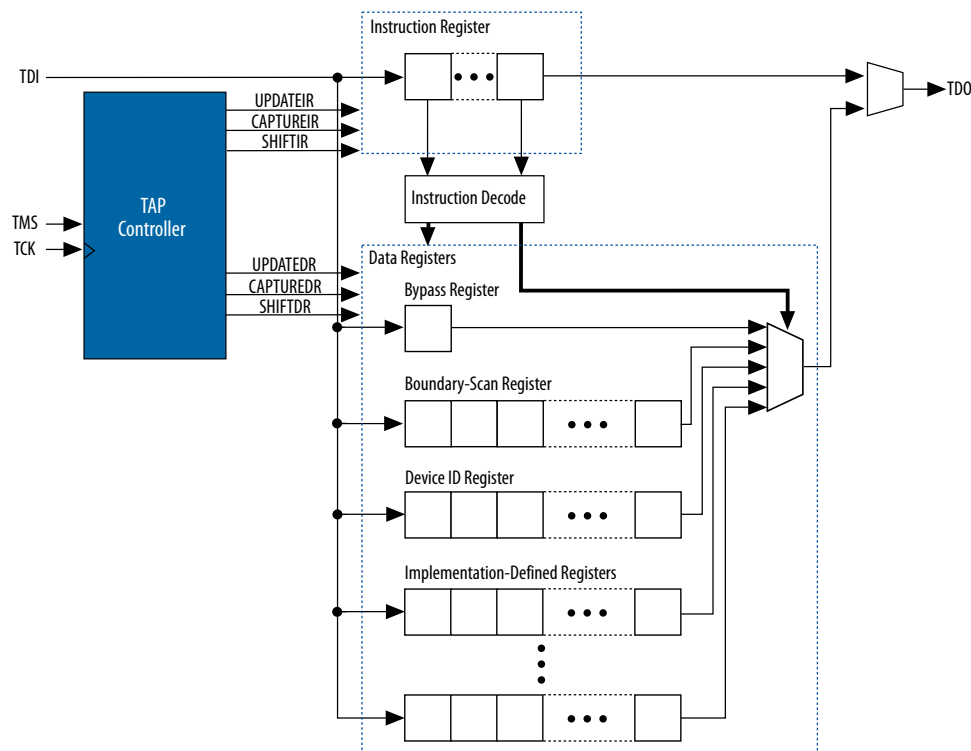 Instruction Register
TDI
TDO
UPDATEIR
CAPTUREIR
SHIFTIR
Instruction Decode
TAP
Controller
TMS
TCK
Data Registers
UPDATEDR
CAPTUREDR
SHIFTDR
Bypass Register
Boundary-Scan Register
Device ID Register
Implementation-Defined Registers